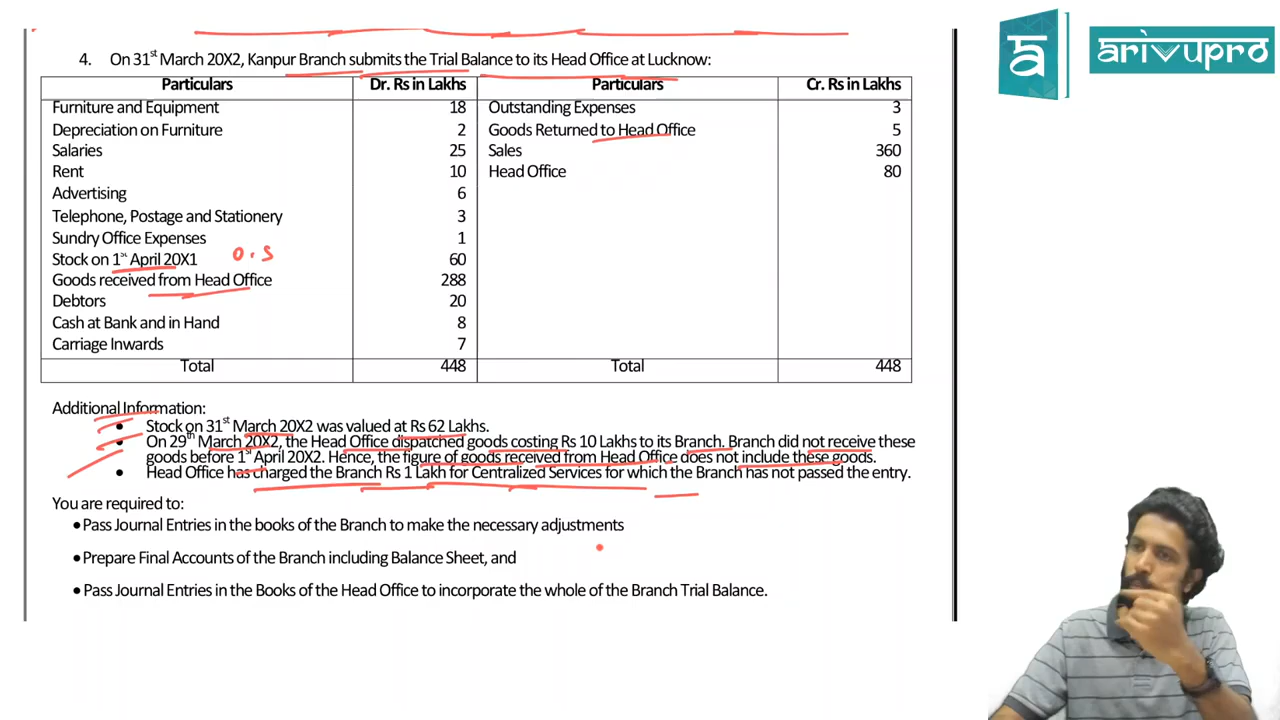 4. On 31st March 20X2, Kanpur Branch submits the Trial Balance to its Head Office at Lucknow:
Particulars Dr. Rs in Lakhs Particulars Cr. Rs in Lakhs
Furniture and Equipment 18 Outstanding Expenses 3
Depreciation on Furniture 2 Goods Returned to Head Office 5
Salaries 25 Sales 360
Rent 10 Head Office 80
Advertising 6
Telephone, Postage and Stationery 3
Sundry Office Expenses 1
Stock on 1st April 20X1 O.S 60
Goods received from Head Office 288
Debtors 20
Cash at Bank and in Hand 8
Carriage Inwards 7
Total 448 Total 448
Additional Information:
• Stock on 31st March 20X2 was valued at Rs 62 Lakhs.
• On 29th March 20X2, the Head Office dispatched goods costing Rs 10 Lakhs to its Branch. Branch did not receive these
goods before 1st April 20X2. Hence, the figure of goods received from Head Office does not include these goods.
• Head Office has charged the Branch Rs 1 Lakh for Centralized Services for which the Branch has not passed the entry.
You are required to:
• Pass Journal Entries in the books of the Branch to make the necessary adjustments
• Prepare Final Accounts of the Branch including Balance Sheet, and
• Pass Journal Entries in the Books of the Head Office to incorporate the whole of the Branch Trial Balance.
arivupro